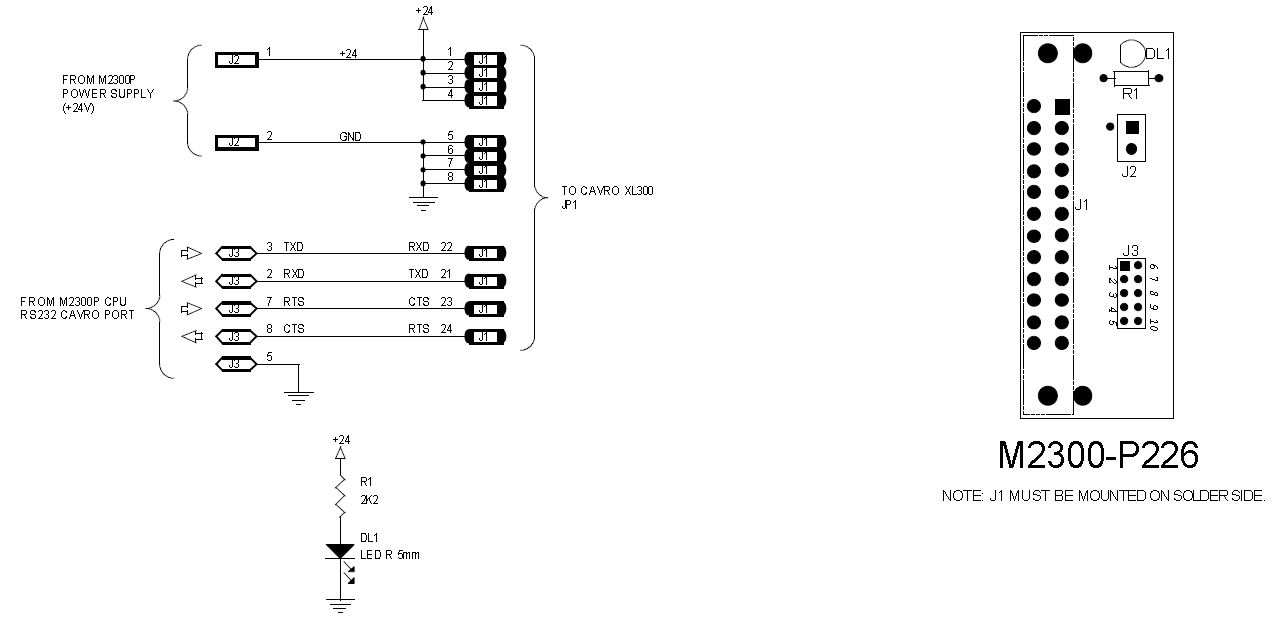 +24
J2 1 +24 1 J1
2 J1
3 J1
4 J1
FROM M2300P
POWER SUPPLY
(+24V)
J2 2 GND 5 J1
6 J1
7 J1
8 J1
TO CAVRO XL300
JP1
J3 3 TXD RXD 22 J1
J3 2 RXD TXD 21 J1
J3 7 RTS CTS 23 J1
J3 8 CTS RTS 24 J1
J3 5
FROM M2300P CPU
RS232 CAVRO PORT
+24
R1
2K2
DL1
LED R 5mm
DL1
R1
J2
J1
J3
1 6
2 7
3 8
4 9
5 10
M2300-P226
NOTE: J1 MUST BE MOUNTED ON SOLDER SIDE.